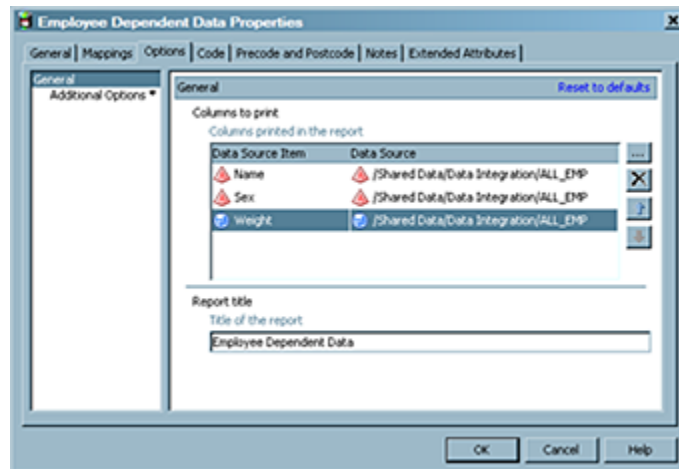 Employee Dependent Data Properties
General | Mappings | Options | Code | Precode and Postcode | Notes | Extended Attributes |
General
Additional Options *
General Reset to defaults
Columns to print
Columns printed in the report
Data Source Item Data Source
Name /Shared Data/Data Integration/ALL_EMP
Sex /Shared Data/Data Integration/ALL_EMP
Weight /Shared Data/Data Integration/ALL_EMP
Report title
Title of the report
Employee Dependent Data
OK Cancel Help